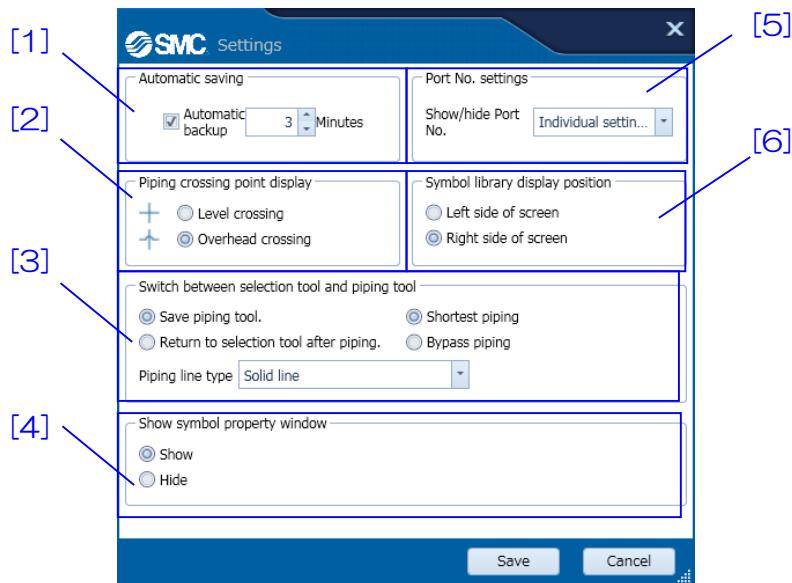 [1]
SMC Settings
[5]
Automatic saving
Automatic
backup
3
Minutes
Port No. settings
Show/hide Port
No.
Individual settin...
[2]
[6]
Piping crossing point display
Level crossing
Overhead crossing
Symbol library display position
Left side of screen
Right side of screen
[3]
Switch between selection tool and piping tool
Save piping tool.
Shortest piping
Return to selection tool after piping.
Bypass piping
Piping line type
Solid line
[4]
Show symbol property window
Show
Hide
Save
Cancel